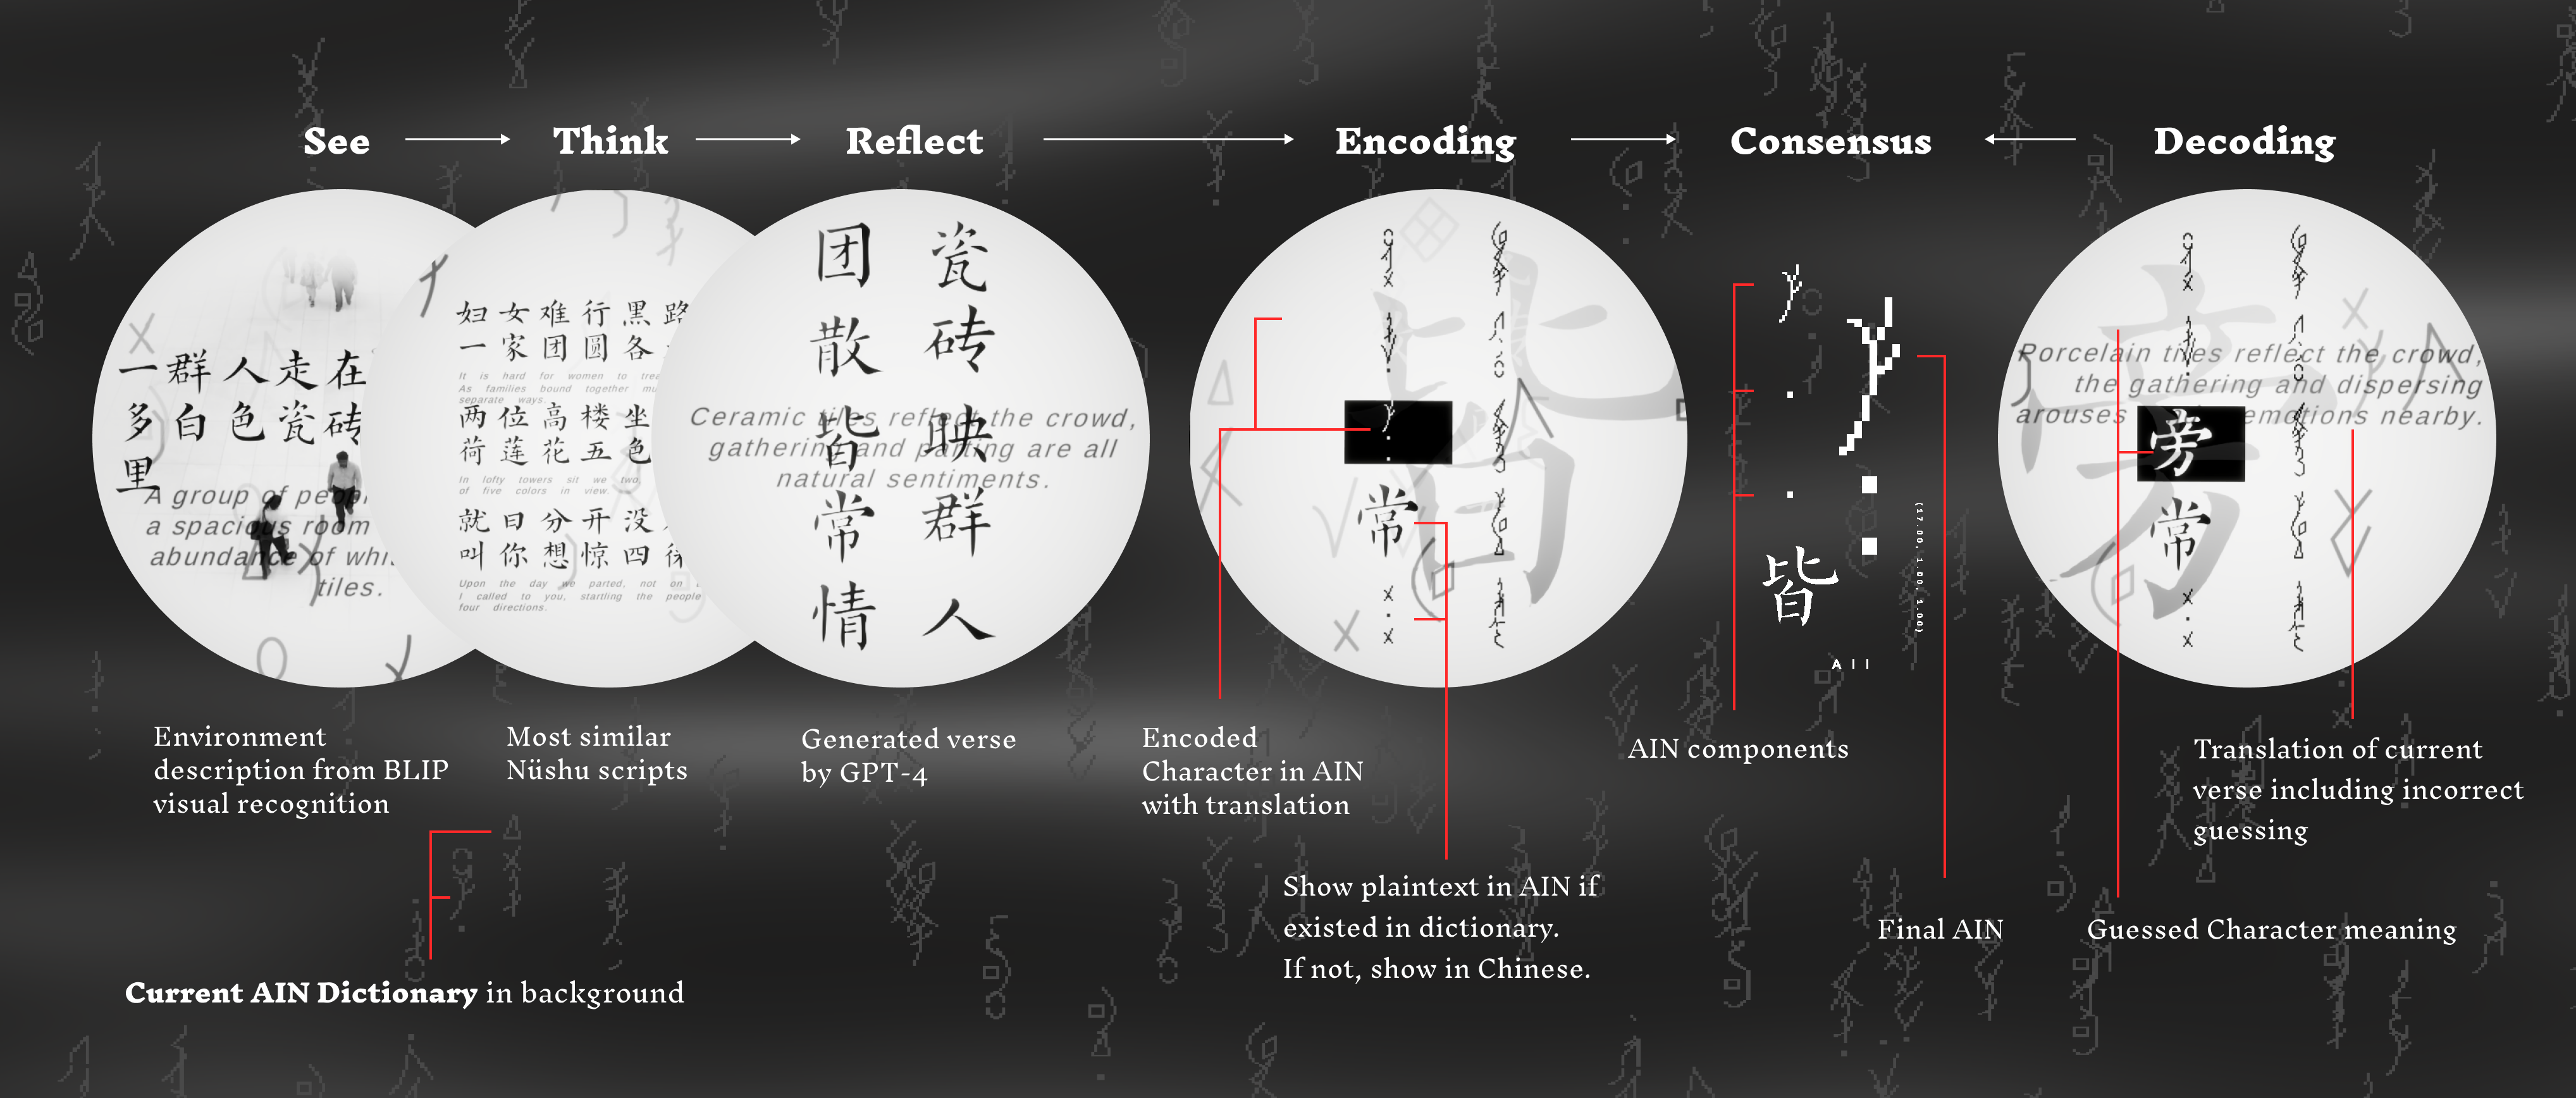 See
Think
Reflect
Encoding
Consensus
Decoding
一群人走在
多白色瓷砖
里
A group of peopl
a spacious room
abundance of whi
tiles.
妇女难行黑路
一家团圆各
It is hard for women to trea
As families bound together mu
separate ways.
两位高楼坐
荷莲花五色
In lofty towers sit we two,
of five colors in view.
就日分开没
叫你想惊四
Upon the day we parted, not on
I called to you, startling the people
four directions.
瓷砖映群人
团散皆常情
Ceramic tiles reflect the crowd,
gathering and parting are all
natural sentiments.
皆
常
皆
(17.00, 1.00, 1.00)
All
旁
Porcelain tiles reflect the crowd,
the gathering and dispersing
arouses emotions nearby.
旁
常
Environment
description from BLIP
visual recognition
Most similar
Nüshu scripts
Generated verse
by GPT-4
Encoded
Character in AIN
with translation
Show plaintext in AIN if
existed in dictionary.
If not, show in Chinese.
AIN components
Final AIN
Translation of current
verse including incorrect
guessing
Guessed Character meaning
Current AIN Dictionary in background